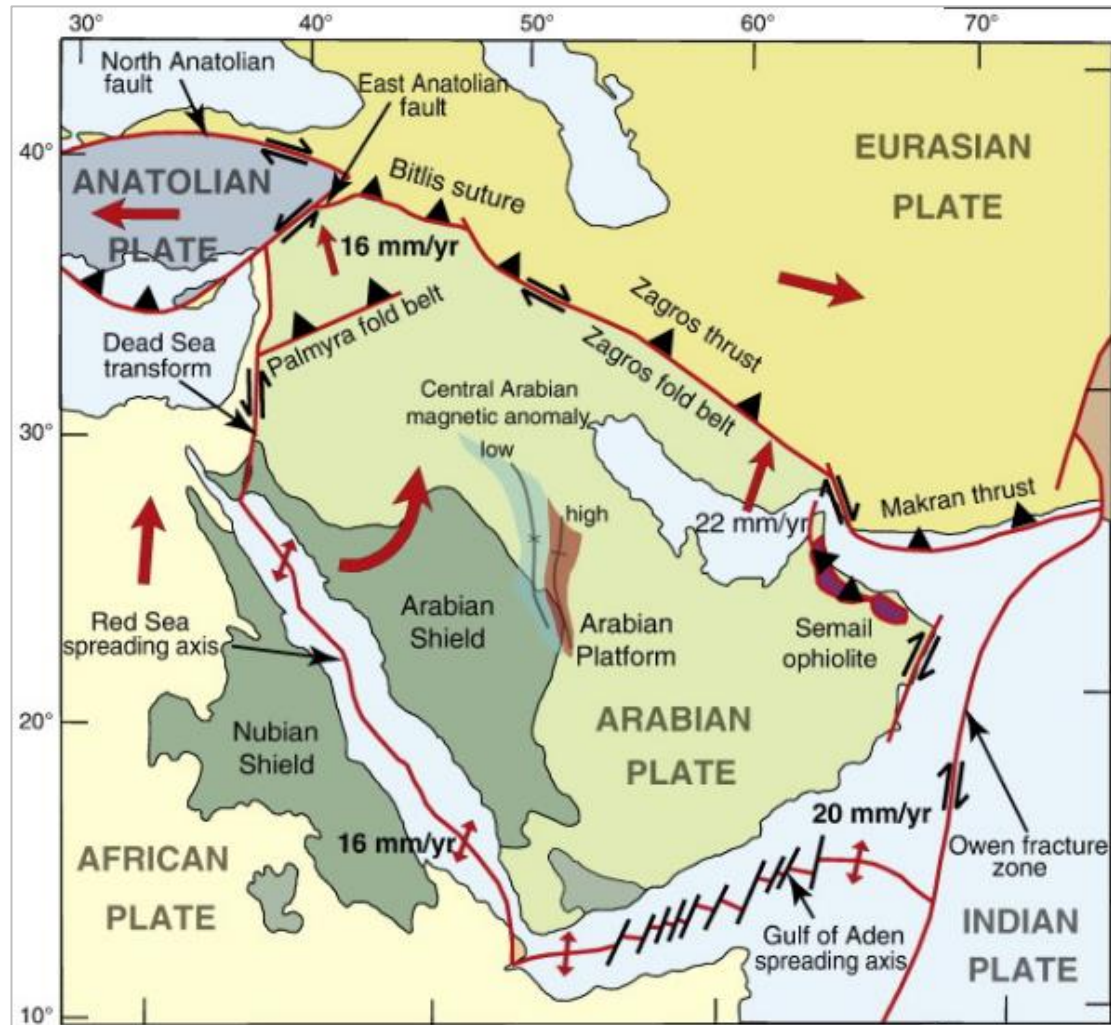 30°
40°
50°
60°
70°
North Anatolian
fault
East Anatolian
fault
40°
ANATOLIAN
PLATE
Bitlis suture
EURASIAN
PLATE
16 mm/yr
Dead Sea
transform
Palmyra fold belt
Zagros thrust
Zagros fold belt
Central Arabian
magnetic anomaly
low
high
30°
22 mm/yr
Makran thrust
Red Sea
spreading axis
Arabian
Shield
Arabian
Platform
Semail
ophiolite
20°
Nubian
Shield
ARABIAN
PLATE
16 mm/yr
20 mm/yr
Owen fracture
zone
AFRICAN
PLATE
Gulf of Aden
spreading axis
INDIAN
PLATE
10°